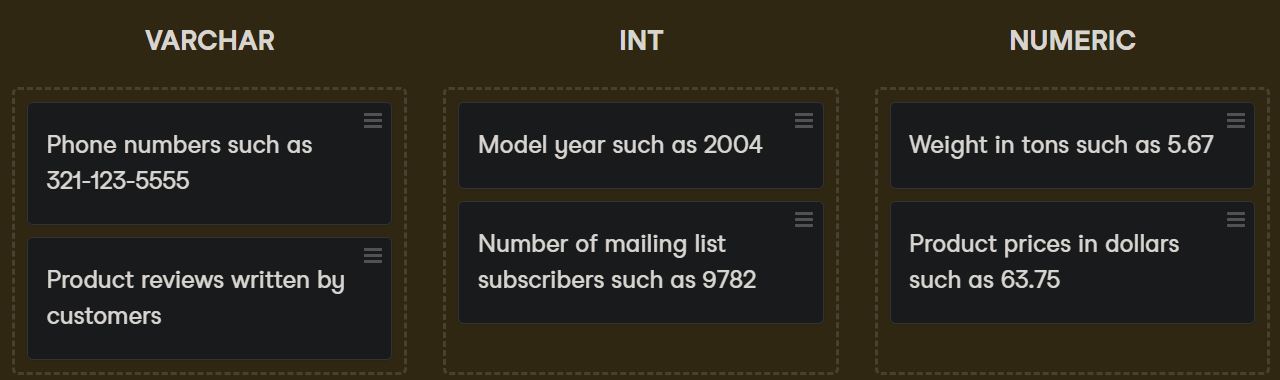 VARCHAR
Phone numbers such as
321-123-5555
Product reviews written by
customers
INT
Model year such as 2004
Number of mailing list
subscribers such as 9782
NUMERIC
Weight in tons such as 5.67
Product prices in dollars
such as 63.75